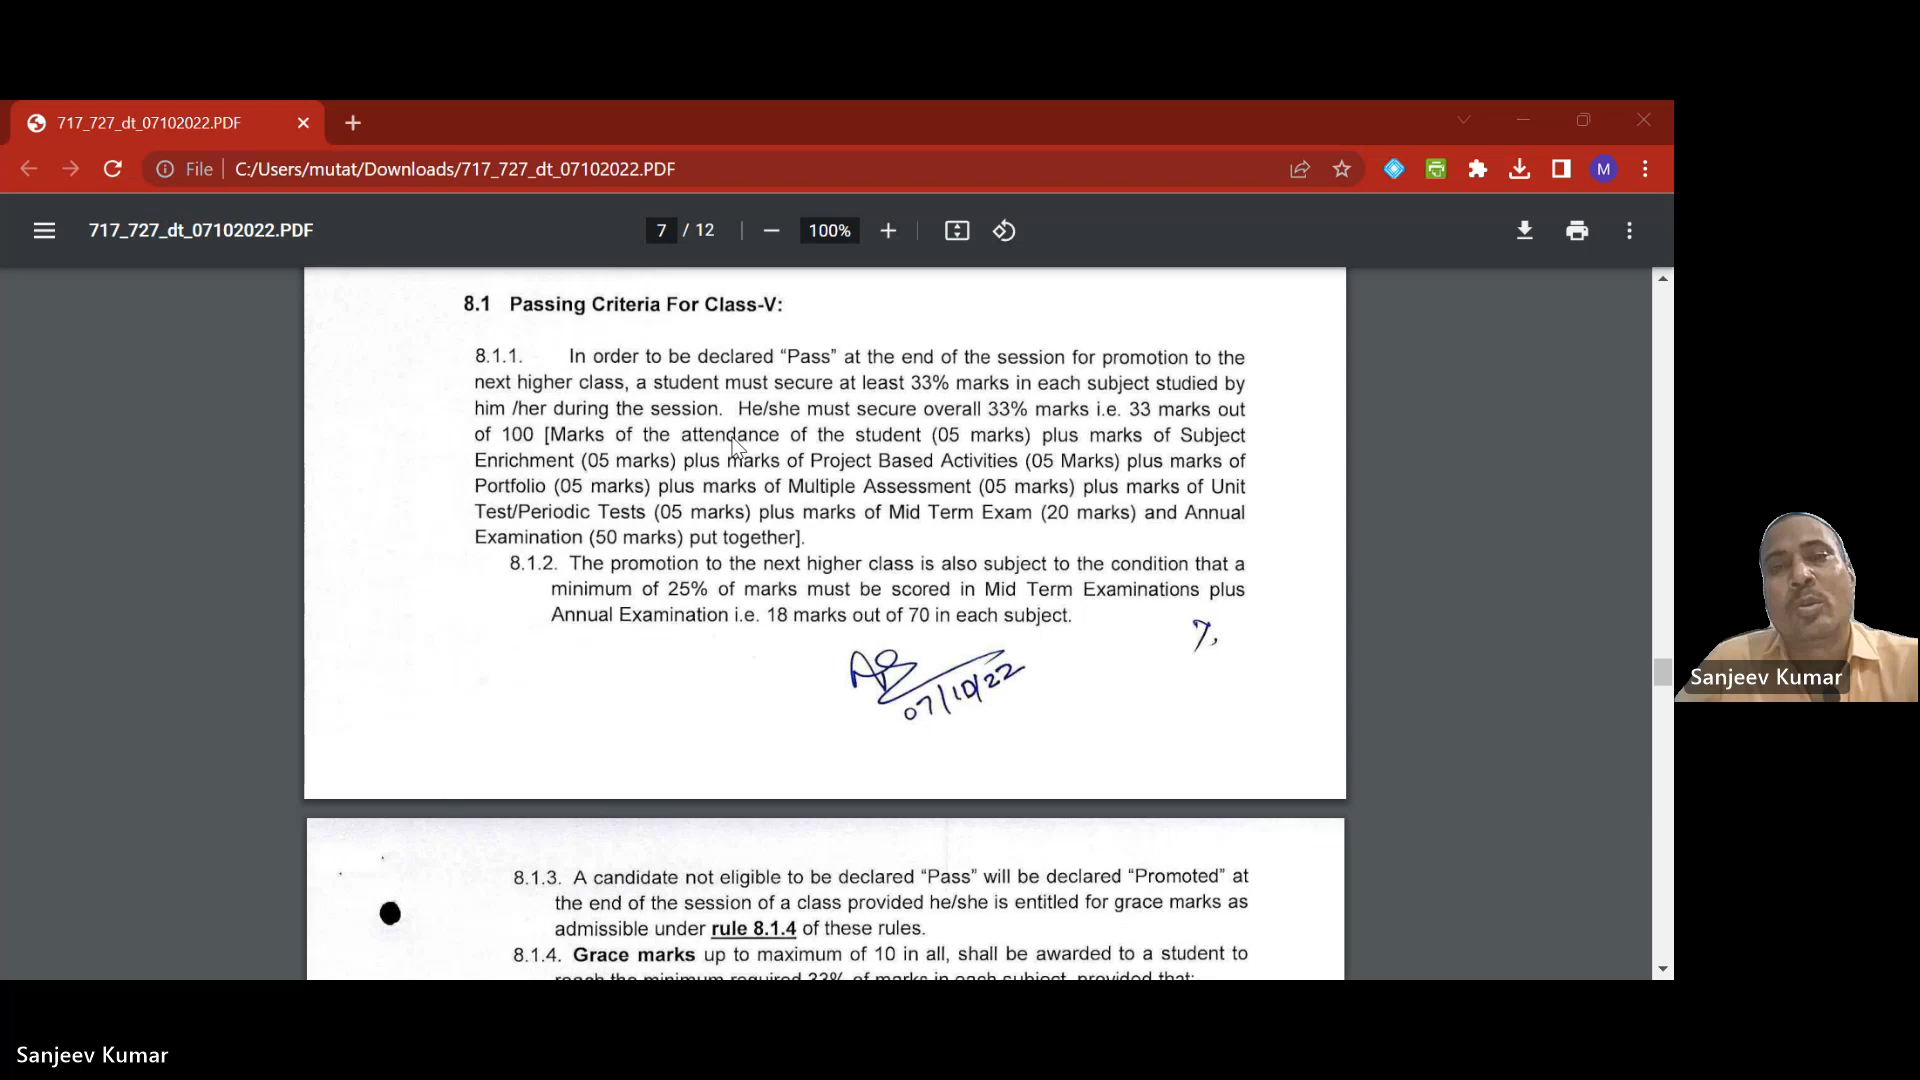 717_727_dt_07102022.PDF
File
C:/Users/mutat/Downloads/717_727_dt_07102022.PDF
M
717_727_dt_07102022.PDF
7 / 12
100%
8.1 Passing Criteria For Class-V:
8.1.1. In order to be declared “Pass” at the end of the session for promotion to the
next higher class, a student must secure at least 33% marks in each subject studied by
him /her during the session. He/she must secure overall 33% marks i.e. 33 marks out
of 100 [Marks of the attendance of the student (05 marks) plus marks of Subject
Enrichment (05 marks) plus marks of Project Based Activities (05 Marks) plus marks of
Portfolio (05 marks) plus marks of Multiple Assessment (05 marks) plus marks of Unit
Test/Periodic Tests (05 marks) plus marks of Mid Term Exam (20 marks) and Annual
Examination (50 marks) put together].
8.1.2. The promotion to the next higher class is also subject to the condition that a
minimum of 25% of marks must be scored in Mid Term Examinations plus
Annual Examination i.e. 18 marks out of 70 in each subject.
07/10/22
8.1.3. A candidate not eligible to be declared “Pass” will be declared “Promoted” at
the end of the session of a class provided he/she is entitled for grace marks as
admissible under rule 8.1.4 of these rules.
8.1.4. Grace marks up to maximum of 10 in all, shall be awarded to a student to
reach the minimum required 33% of marks in each subject, provided that:
Sanjeev Kumar
Sanjeev Kumar